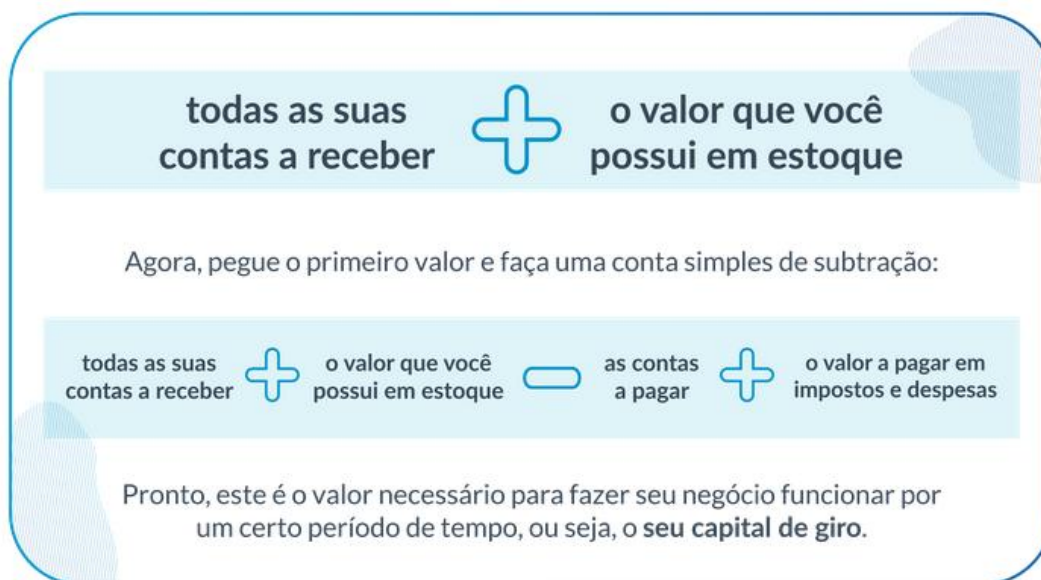 todas as suas
contas a receber
+
o valor que você
possui em estoque
Agora, pegue o primeiro valor e faça uma conta simples de subtração:
todas as suas
contas a receber
+
o valor que você
possui em estoque
-
as contas
a pagar
+
o valor a pagar em
impostos e despesas
Pronto, este é o valor necessário para fazer seu negócio funcionar por
um certo período de tempo, ou seja, o seu capital de giro.